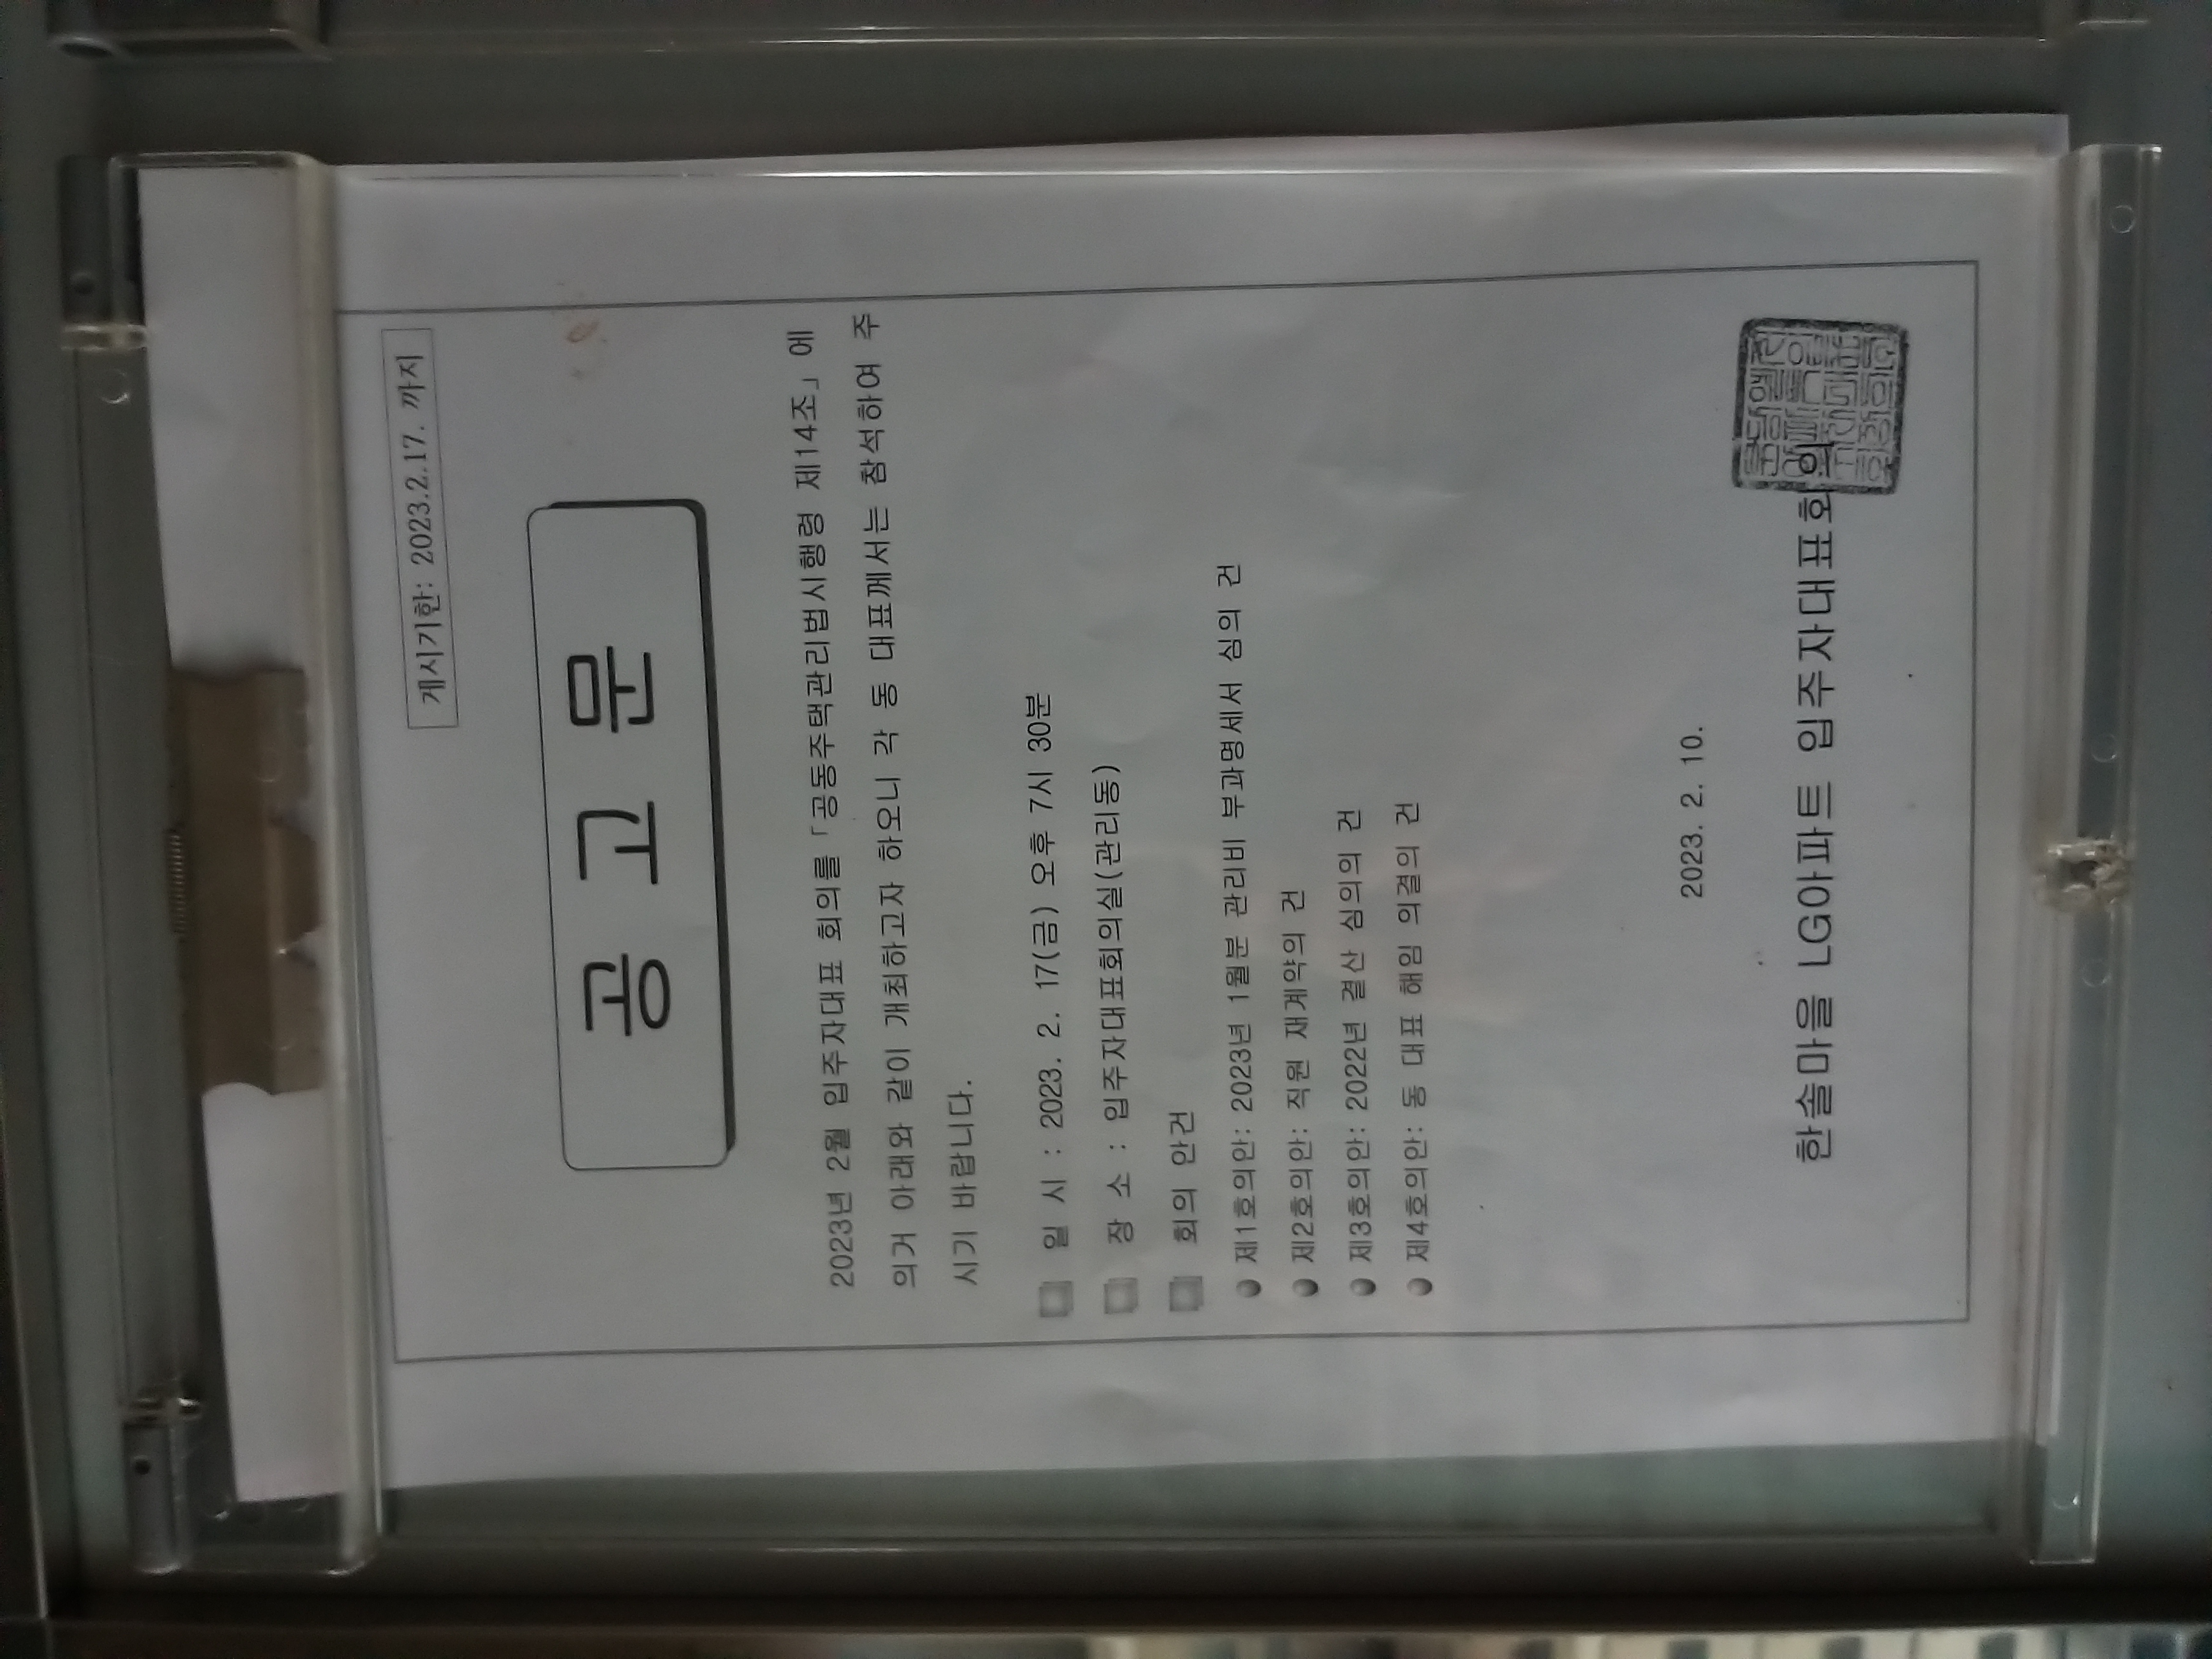 게시기한: 2023.2.17. 까지
공 고 문
2023년 2월 입주자대표 회의를 「공동주택관리법시행령 제14조」에
의거 아래와 같이 개최하고자 하오니 각 동 대표께서는 참석하여 주
시기 바랍니다.
일 시 : 2023. 2. 17(금) 오후 7시 30분
장 소 : 입주자대표회의실(관리동)
회의 안건
제1호의안: 2023년 1월분 관리비 부과명세서 심의 건
제2호의안: 직원 재계약의 건
제3호의안: 2022년 결산 심의의 건
제4호의안: 동 대표 해임 의결의 건
2023. 2. 10.
한솔마을 LG아파트 입주자대표회의